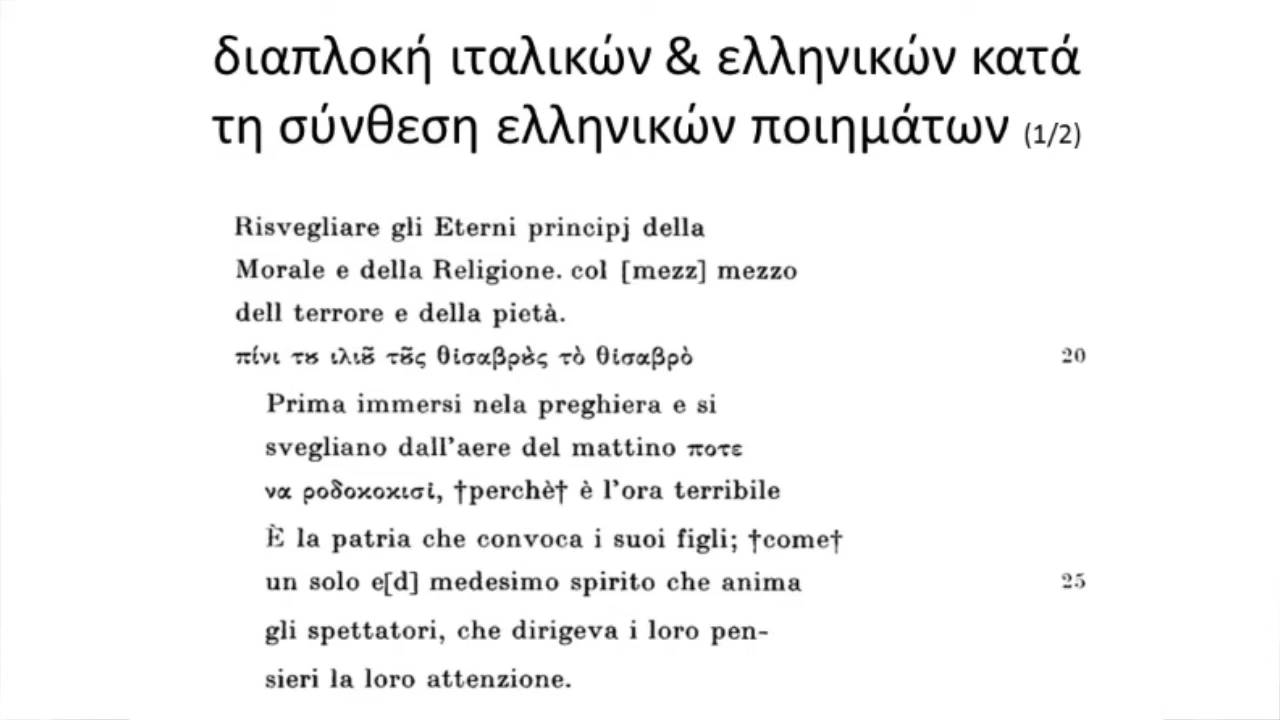 διαπλοκή ιταλικών & ελληνικών κατά
τη σύνθεση ελληνικών ποιημάτων (1/2)
Risvegliare gli Eterni principj della
Morale e della Religione. col [mezz] mezzo
dell terrore e della pietà.
πίνι τȣ ιλιȣ͂ τȣ͂ς θίσαβρȣ̀ς τὸ θίσαβρὸ 20
Prima immersi nela preghiera e si
svegliano dall'aere del mattino ποτε
να ροδοκοκισί, †perchè† è l'ora terribile
È la patria che convoca i suoi figli; †come†
un solo e[d] medesimo spirito che anima 25
gli spettatori, che dirigeva i loro pen-
sieri la loro attenzione.